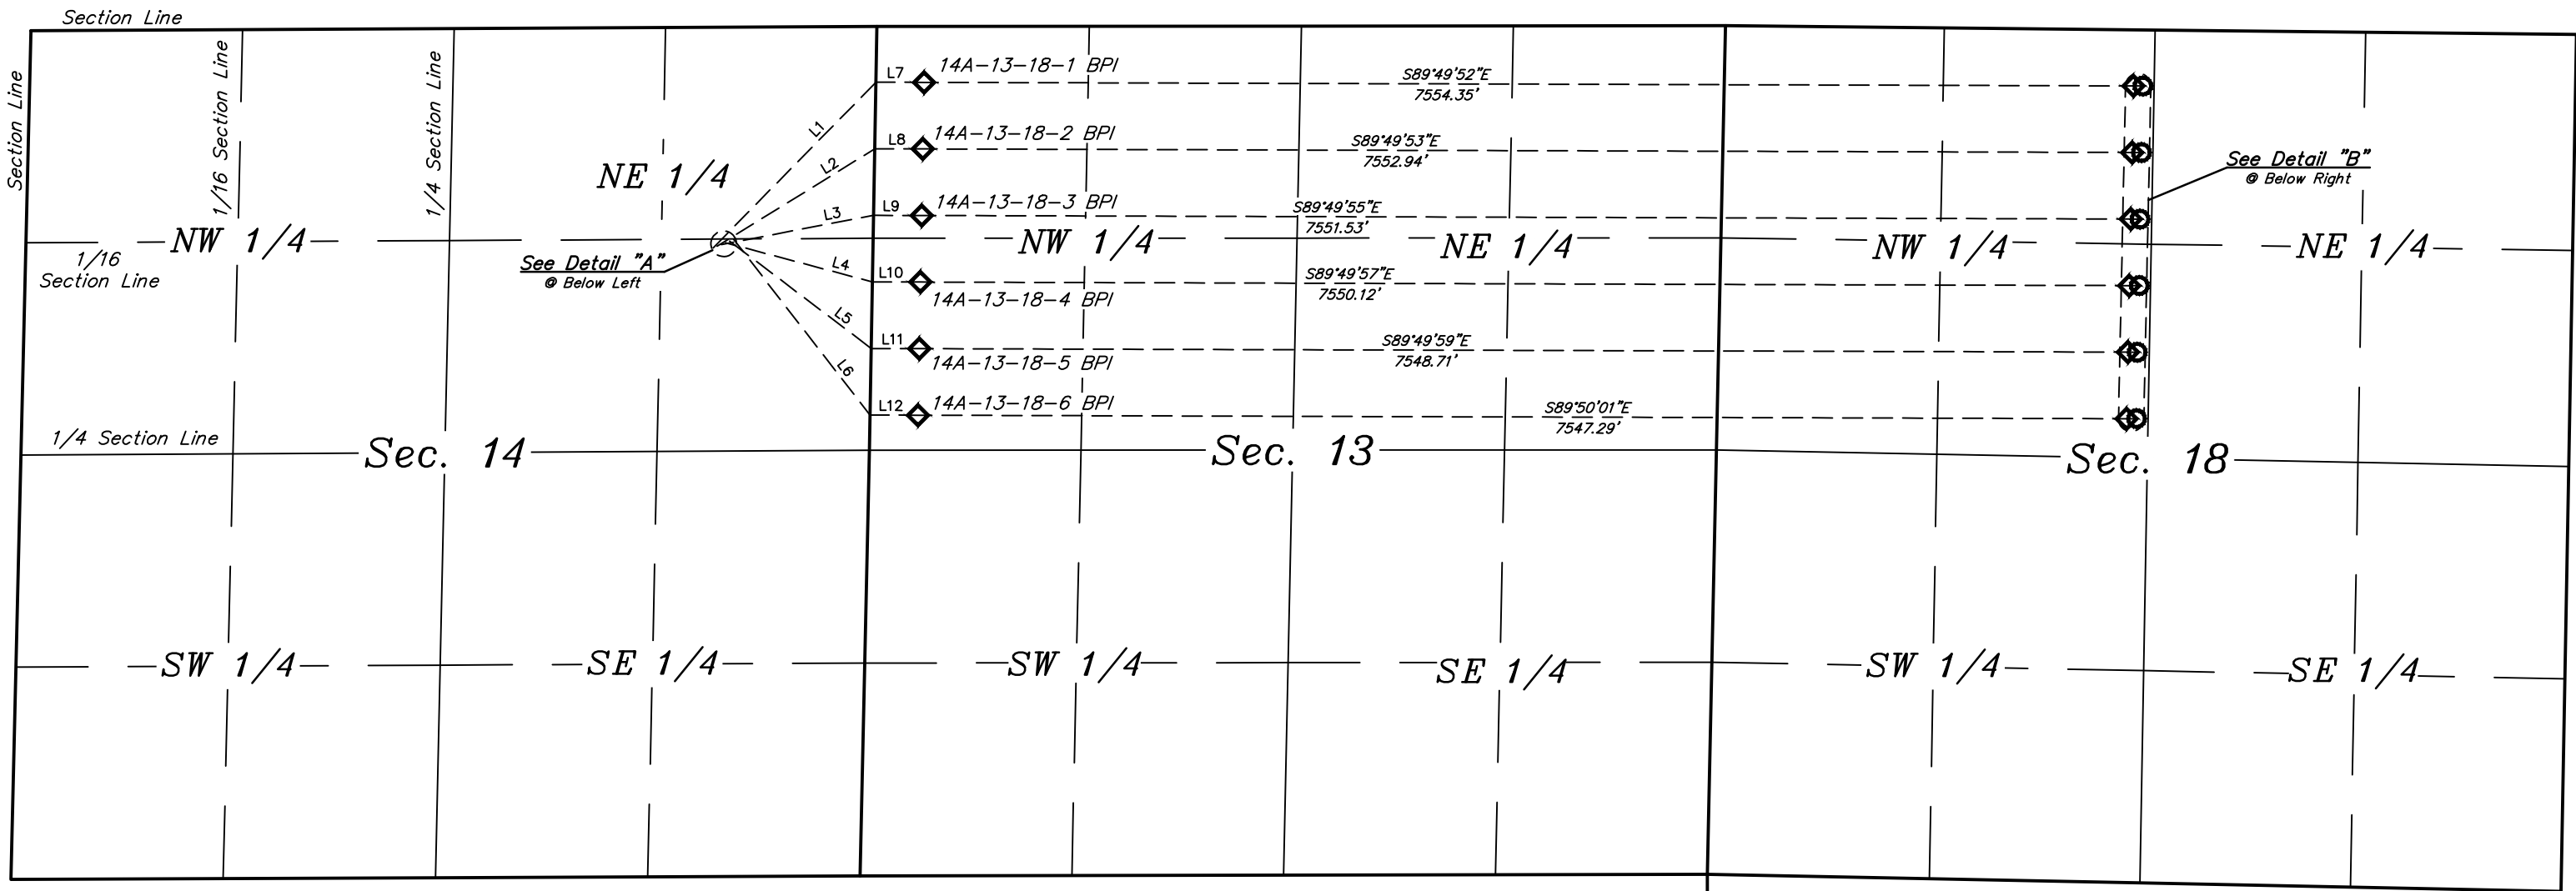 Section Line
Section Line
1/16 Section Line
1/4 Section Line
L7
14A-13-18-1 BPI
S89°49'52"E
7554.35'
L1
L8
14A-13-18-2 BPI
S89°49'53"E
7552.94'
L2
NE 1/4
See Detail "B"
@ Below Right
L3
L9
14A-13-18-3 BPI
S89°49'55"E
7551.53'
NW 1/4
NW 1/4
NE 1/4
NW 1/4
NE 1/4
1/16
Section Line
See Detail "A"
@ Below Left
L4
L10
14A-13-18-4 BPI
S89°49'57"E
7550.12'
L5
L11
14A-13-18-5 BPI
S89°49'59"E
7548.71'
L6
L12
14A-13-18-6 BPI
S89°50'01"E
7547.29'
1/4 Section Line
Sec. 14
Sec. 13
Sec. 18
SW 1/4
SE 1/4
SW 1/4
SE 1/4
SW 1/4
SE 1/4